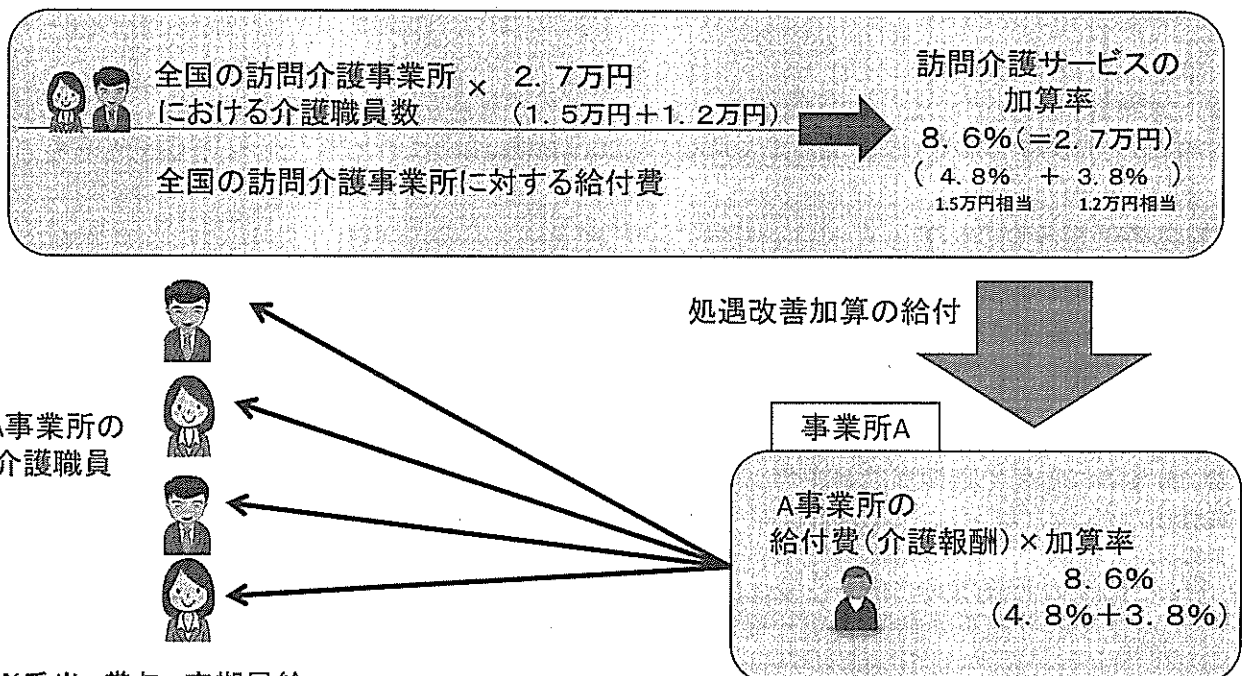 全国の訪問介護事業所 × 2.7万円
における介護職員数 (1.5万円+1.2万円)
全国の訪問介護事業所に対する給付費
訪問介護サービスの
加算率
8.6%(=2.7万円)
(4.8% + 3.8%)
1.5万円相当 1.2万円相当
処遇改善加算の給付
A事業所の
介護職員
事業所A
A事業所の
給付費(介護報酬)×加算率
8.6%
(4.8%+3.8%)